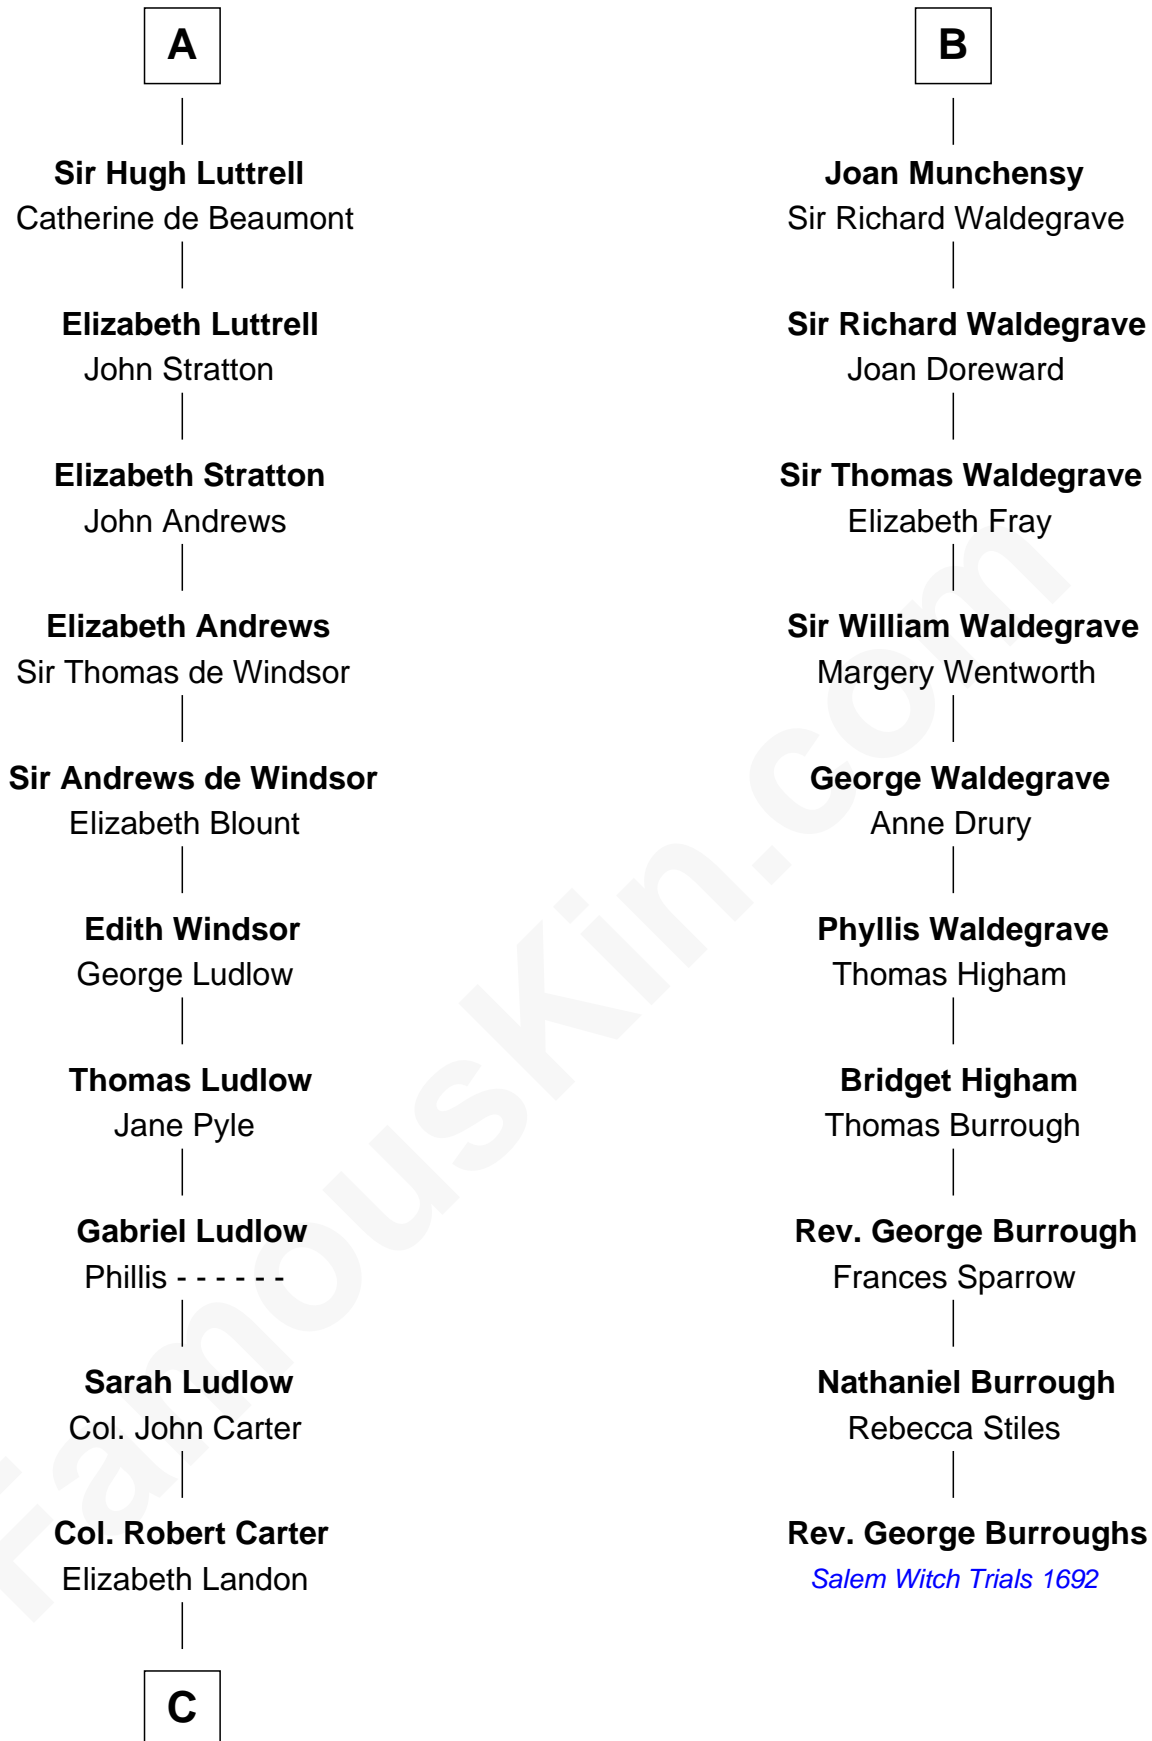 A
Sir Hugh Luttrell
Catherine de Beaumont
Elizabeth Luttrell
John Stratton
Elizabeth Stratton
John Andrews
Elizabeth Andrews
Sir Thomas de Windsor
Sir Andrews de Windsor
Elizabeth Blount
Edith Windsor
George Ludlow
Thomas Ludlow
Jane Pyle
Gabriel Ludlow
Phillis - - - - - -
Sarah Ludlow
Col. John Carter
Col. Robert Carter
Elizabeth Landon
C
B
Joan Munchensy
Sir Richard Waldegrave
Sir Richard Waldegrave
Joan Doreward
Sir Thomas Waldegrave
Elizabeth Fray
Sir William Waldegrave
Margery Wentworth
George Waldegrave
Anne Drury
Phyllis Waldegrave
Thomas Higham
Bridget Higham
Thomas Burrough
Rev. George Burrough
Frances Sparrow
Nathaniel Burrough
Rebecca Stiles
Rev. George Burroughs
Salem Witch Trials 1692
FamousKin.com